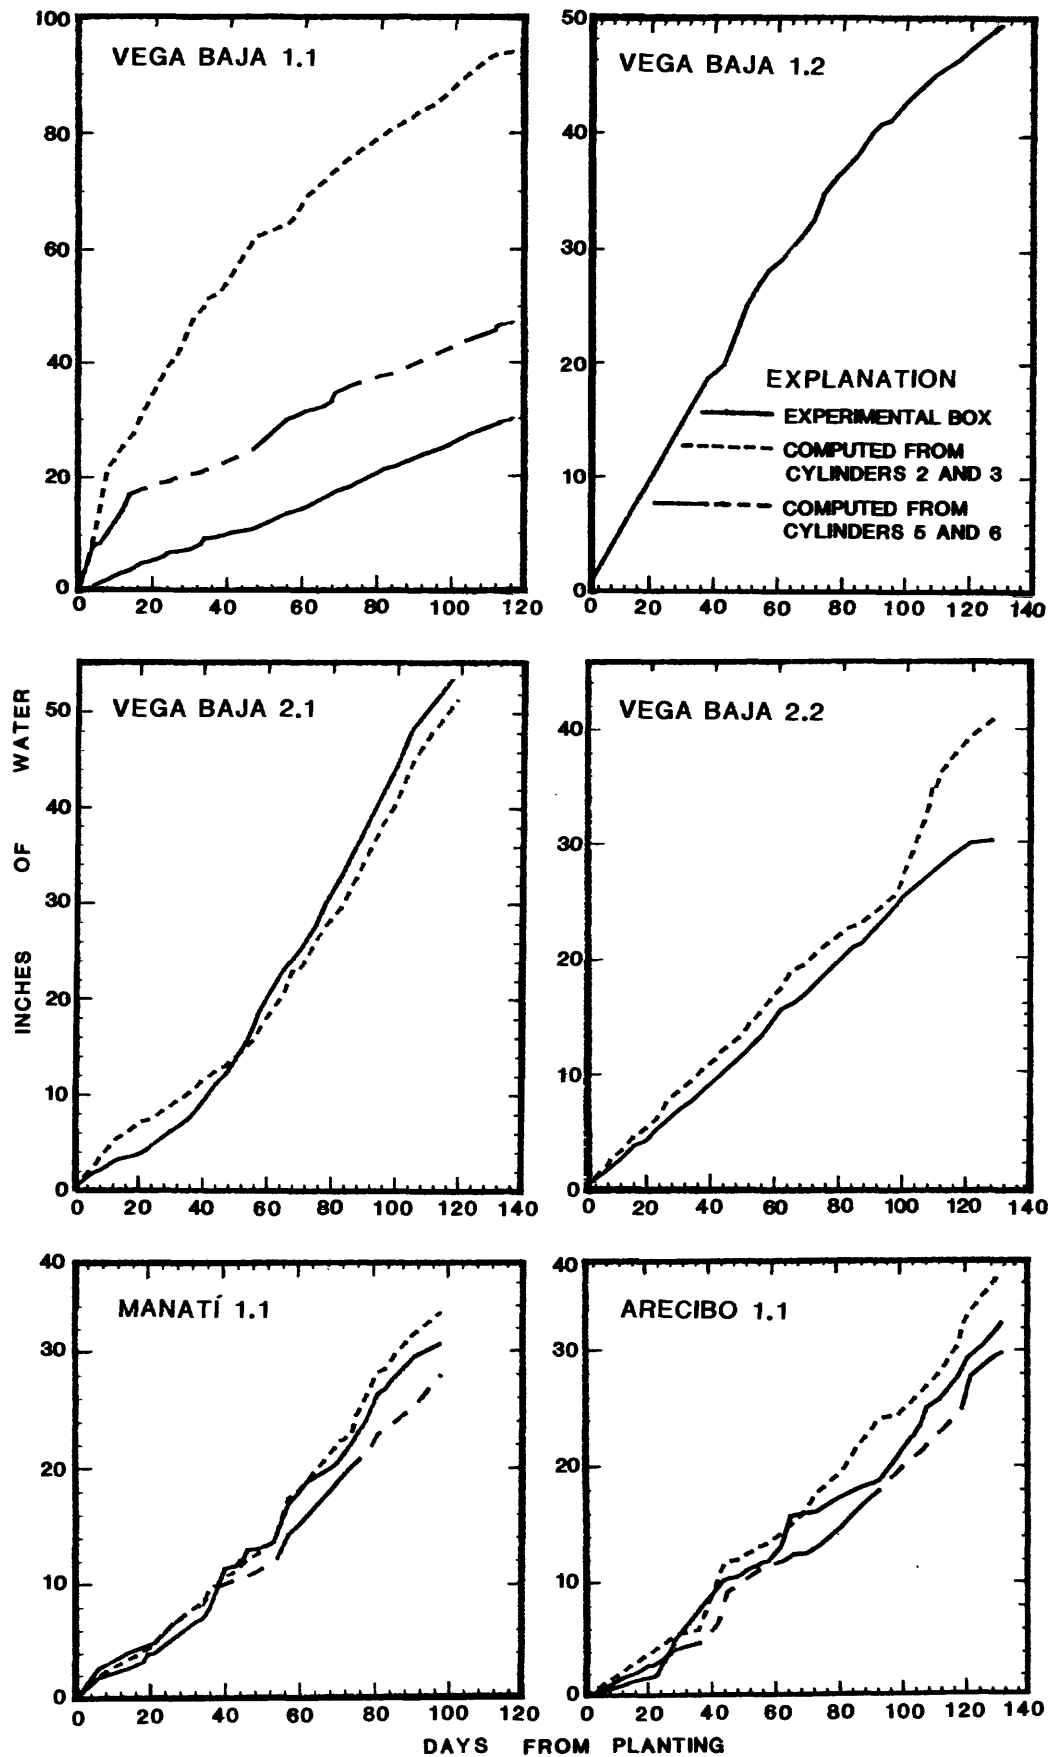 VEGA BAJA 1.1
100
80
60
40
20
0
0 20 40 60 80 100 120
VEGA BAJA 1.2
50
40
30
20
10
0
EXPLANATION
EXPERIMENTAL BOX
COMPUTED FROM
CYLINDERS 2 AND 3
COMPUTED FROM
CYLINDERS 5 AND 6
0 20 40 60 80 100 120 140
INCHES OF WATER
VEGA BAJA 2.1
50
40
30
20
10
0
0 20 40 60 80 100 120 140
VEGA BAJA 2.2
40
30
20
10
0
0 20 40 60 80 100 120 140
MANATÍ 1.1
40
30
20
10
0
0 20 40 60 80 100 120
ARECIBO 1.1
40
30
20
10
0
0 20 40 60 80 100 120 140
DAYS FROM PLANTING